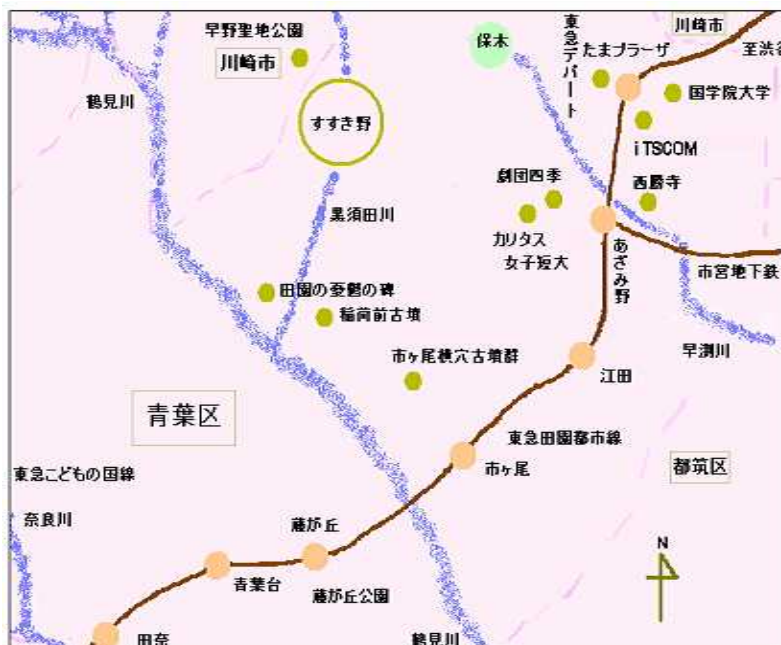 早野聖地公園
川崎市
鶴見川
すすき野
黒須田川
保木
東急デパート
たまプラーザ
川崎市
至渋谷
国学院大学
iTSCOM
劇団四季
西勝寺
カリタス
女子短大
あざみ野
市営地下鉄
早渕川
田園の憂鬱の碑
稲荷前古墳
市ヶ尾横穴古墳群
江田
青葉区
東急田園都市線
市ヶ尾
都筑区
東急こどもの国線
奈良川
藤が丘
青葉台
藤が丘公園
N
田奈
鶴見川